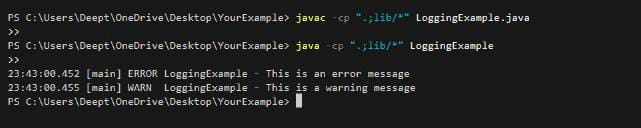 PS C:\Users\Deept\OneDrive\Desktop\YourExample> javac -cp ".;lib/*" LoggingExample.java
>>
PS C:\Users\Deept\OneDrive\Desktop\YourExample> java -cp ".;lib/*" LoggingExample
>>
23:43:00.452 [main] ERROR LoggingExample - This is an error message
23:43:00.455 [main] WARN  LoggingExample - This is a warning message
PS C:\Users\Deept\OneDrive\Desktop\YourExample>